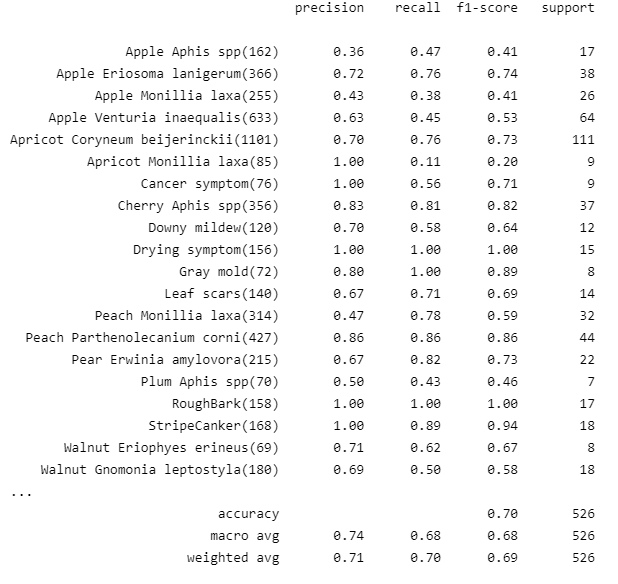 precision recall f1-score support
Apple Aphis spp(162) 0.36 0.47 0.41 17
Apple Eriosoma lanigerum(366) 0.72 0.76 0.74 38
Apple Monillia laxa(255) 0.43 0.38 0.41 26
Apple Venturia inaequalis(633) 0.63 0.45 0.53 64
Apricot Coryneum beijerinckii(1101) 0.70 0.76 0.73 111
Apricot Monillia laxa(85) 1.00 0.11 0.20 9
Cancer symptom(76) 1.00 0.56 0.71 9
Cherry Aphis spp(356) 0.83 0.81 0.82 37
Downy mildew(120) 0.70 0.58 0.64 12
Drying symptom(156) 1.00 1.00 1.00 15
Gray mold(72) 0.80 1.00 0.89 8
Leaf scars(140) 0.67 0.71 0.69 14
Peach Monillia laxa(314) 0.47 0.78 0.59 32
Peach Parthenolecanium corni(427) 0.86 0.86 0.86 44
Pear Erwinia amylovora(215) 0.67 0.82 0.73 22
Plum Aphis spp(70) 0.50 0.43 0.46 7
RoughBark(158) 1.00 1.00 1.00 17
StripeCanker(168) 1.00 0.89 0.94 18
Walnut Eriophyes erineus(69) 0.71 0.62 0.67 8
Walnut Gnomonia leptostyla(180) 0.69 0.50 0.58 18
...
accuracy 0.70 526
macro avg 0.74 0.68 0.68 526
weighted avg 0.71 0.70 0.69 526